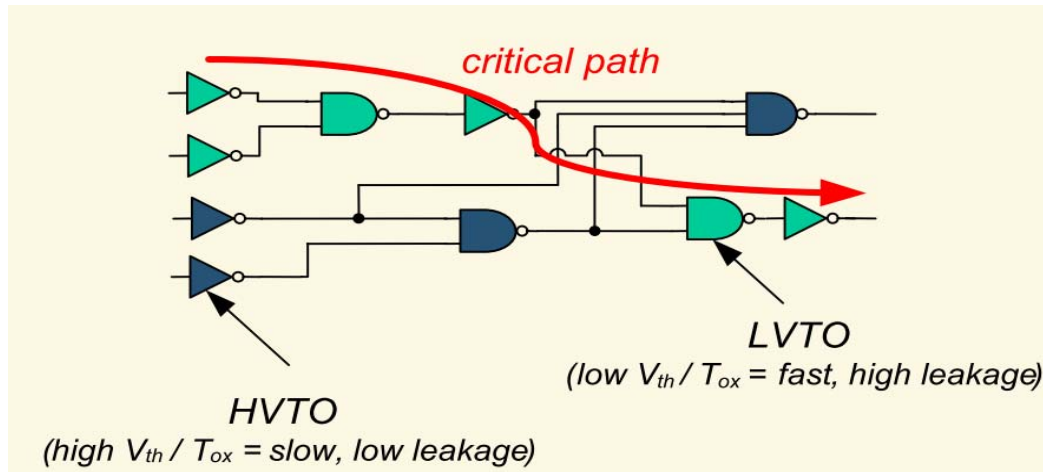 critical path
LVTO
(low Vth / Tox = fast, high leakage)
HVTO
(high Vth / Tox = slow, low leakage)